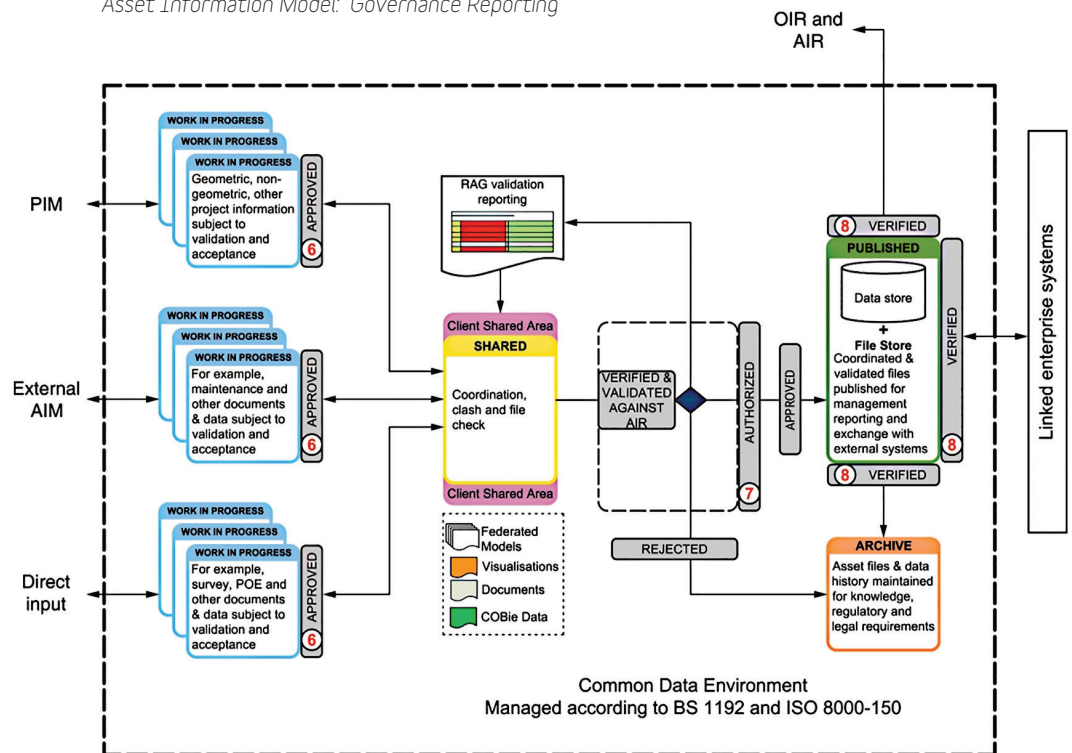 Asset Information Model: Governance Reporting
OIR and
AIR
WORK IN PROGRESS
WORK IN PROGRESS
WORK IN PROGRESS
Geometric, non-
geometric, other
project information
subject to
validation and
acceptance
APPROVED
6
PIM
RAG validation
reporting
8 VERIFIED
PUBLISHED
Data store
+
File Store
Coordinated &
validated files
published for
management
reporting and
exchange with
external systems
VERIFIED
8
8 VERIFIED
Linked enterprise systems
WORK IN PROGRESS
WORK IN PROGRESS
WORK IN PROGRESS
For example,
maintenance and
other documents
& data subject to
validation and
acceptance
APPROVED
6
External
AIM
Client Shared Area
SHARED
Coordination,
clash and file
check
Client Shared Area
VERIFIED &
VALIDATED
AGAINST
AIR
AUTHORIZED
7
APPROVED
Federated
Models
Visualisations
Documents
COBie Data
REJECTED
ARCHIVE
Asset files & data
history maintained
for knowledge,
regulatory and
legal requirements
WORK IN PROGRESS
WORK IN PROGRESS
WORK IN PROGRESS
For example,
survey, POE and
other documents
& data subject to
validation and
acceptance
APPROVED
6
Direct
input
Common Data Environment
Managed according to BS 1192 and ISO 8000-150